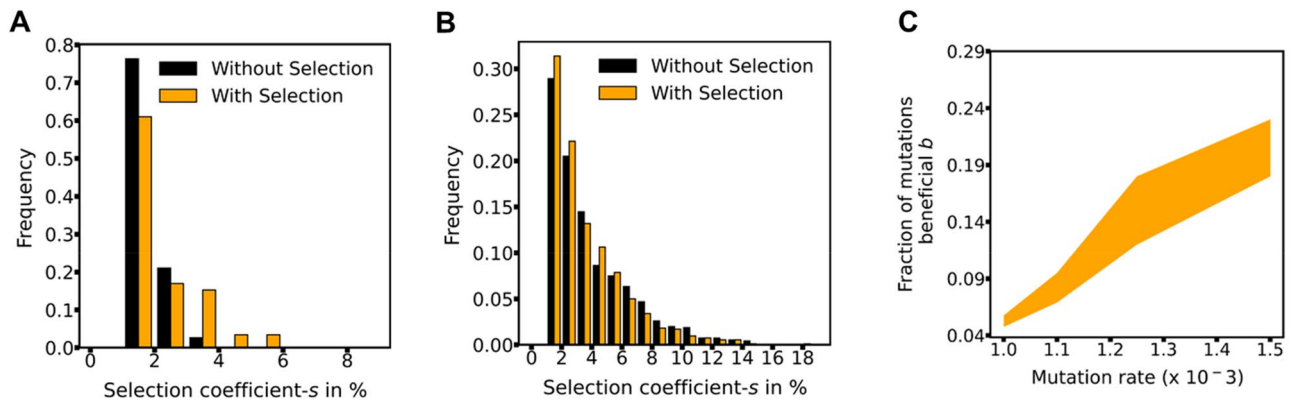 A
0.8
0.7
0.6
0.5
0.4
0.3
0.2
0.1
0.0
Frequency
Without Selection
With Selection
0 2 4 6 8
Selection coefficient-s in %
B
0.30
0.25
0.20
0.15
0.10
0.05
0.00
Frequency
Without Selection
With Selection
0 2 4 6 8 10 12 14 16 18
Selection coefficient-s in %
C
0.29
0.24
0.19
0.14
0.09
0.04
Fraction of mutations
beneficial b
1.0 1.1 1.2 1.3 1.4 1.5
Mutation rate (x 10⁻3)